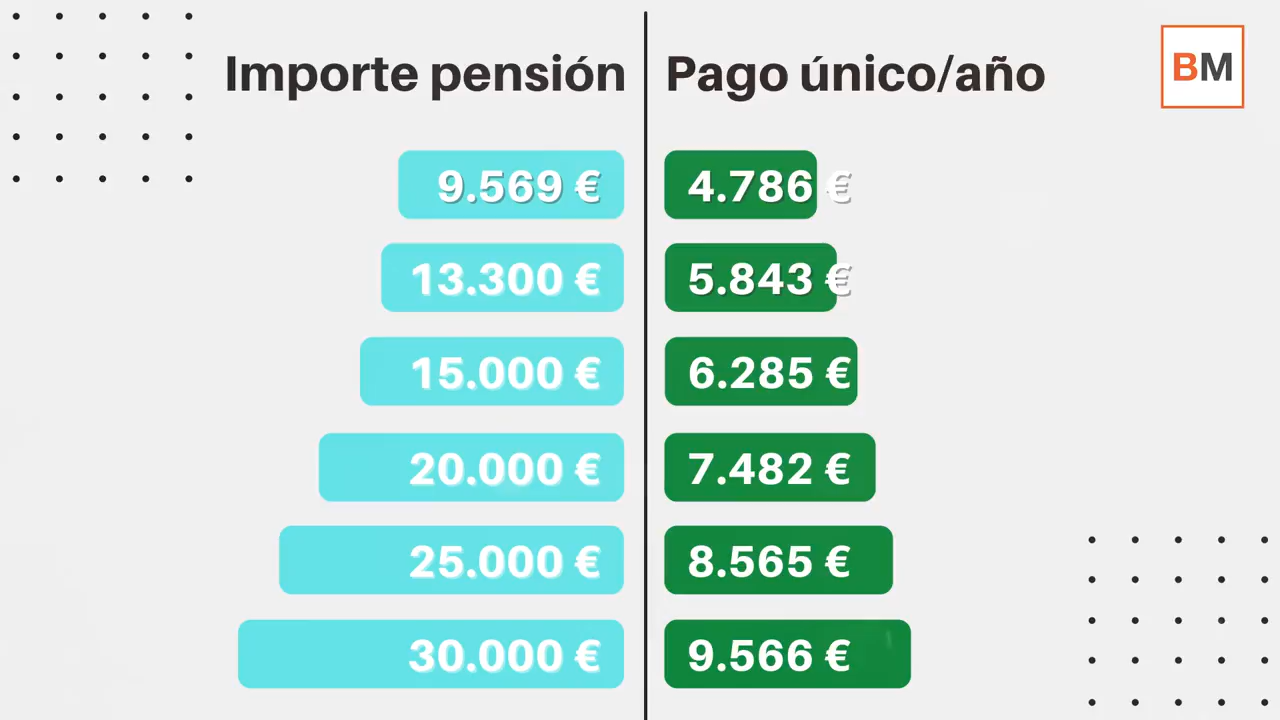 Importe pensión Pago único/año BM
9.569 € 4.786 €
13.300 € 5.843 €
15.000 € 6.285 €
20.000 € 7.482 €
25.000 € 8.565 €
30.000 € 9.566 €